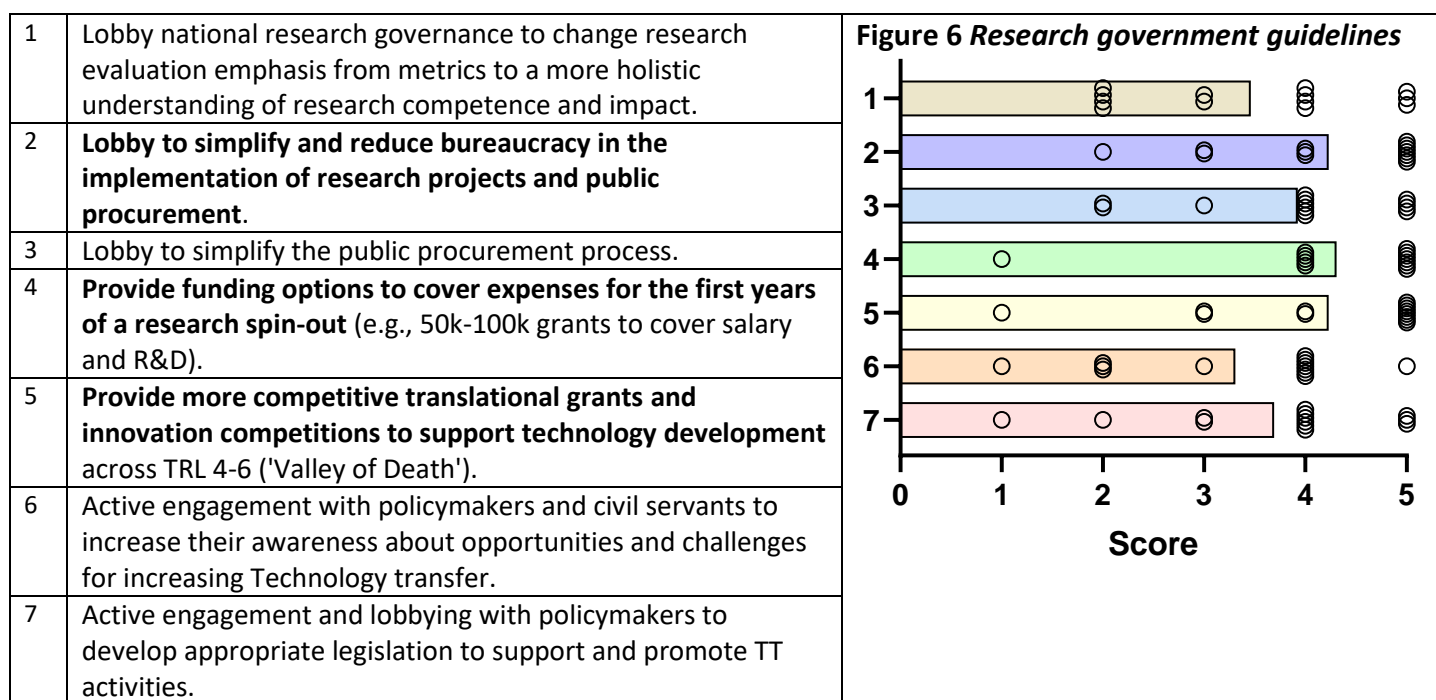 1 Lobby national research governance to change research
evaluation emphasis from metrics to a more holistic
understanding of research competence and impact.
2 Lobby to simplify and reduce bureaucracy in the
implementation of research projects and public
procurement.
3 Lobby to simplify the public procurement process.
4 Provide funding options to cover expenses for the first years
of a research spin-out (e.g., 50k-100k grants to cover salary
and R&D).
5 Provide more competitive translational grants and
innovation competitions to support technology development
across TRL 4-6 ('Valley of Death').
6 Active engagement with policymakers and civil servants to
increase their awareness about opportunities and challenges
for increasing Technology transfer.
7 Active engagement and lobbying with policymakers to
develop appropriate legislation to support and promote TT
activities.
Figure 6 Research government guidelines
1
2
3
4
5
6
7
0 1 2 3 4 5
Score